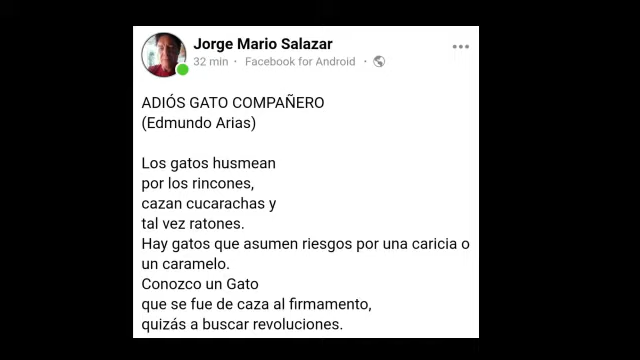 Jorge Mario Salazar
32 min · Facebook for Android ·
ADIÓS GATO COMPAÑERO
(Edmundo Arias)
Los gatos husmean
por los rincones,
cazan cucarachas y
tal vez ratones.
Hay gatos que asumen riesgos por una caricia o
un caramelo.
Conozco un Gato
que se fue de caza al firmamento,
quizás a buscar revoluciones.